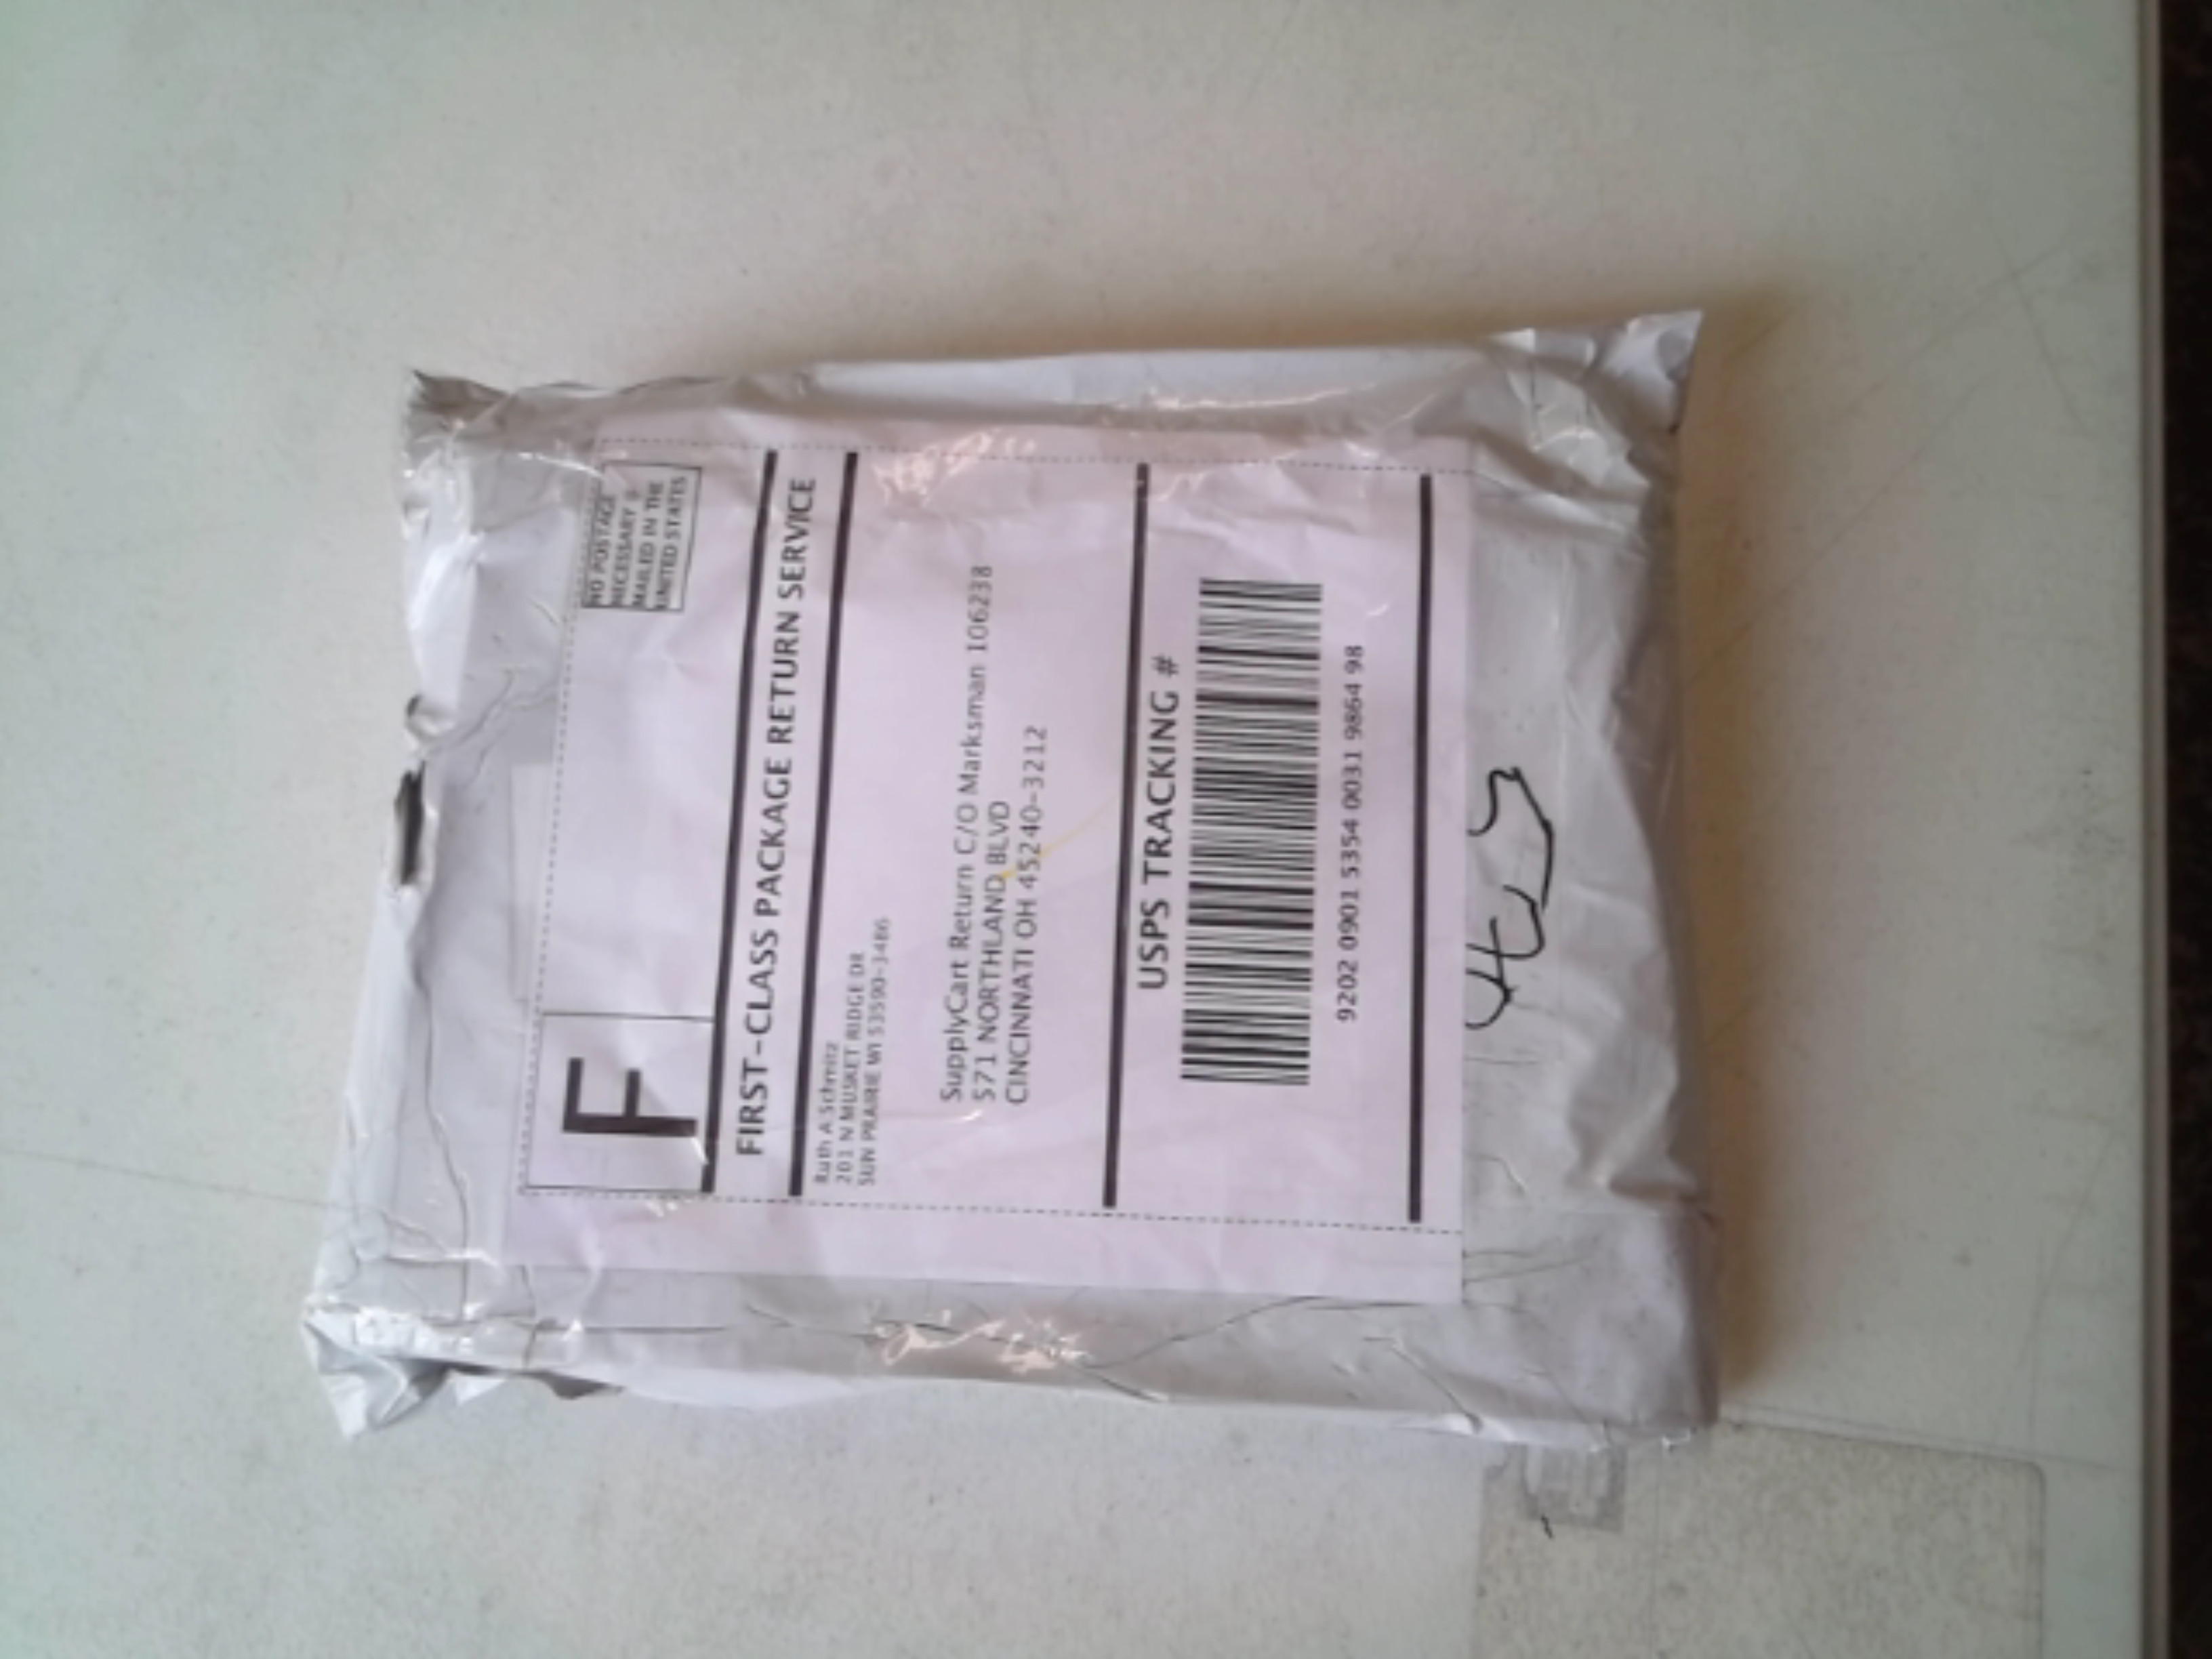 F
NO POSTAGE
NECESSARY
MAILED IN THE
UNITED STATES
FIRST-CLASS PACKAGE RETURN SERVICE
Ruth A Schmitz
201 N MUSKET RIDGE DR
SUN PRAIRIE WI 53590-3486
SupplyCart Return C/O Marksman 106238
571 NORTHLAND BLVD
CINCINNATI OH 45240-3212
USPS TRACKING #
9202 0901 5354 0031 9864 98